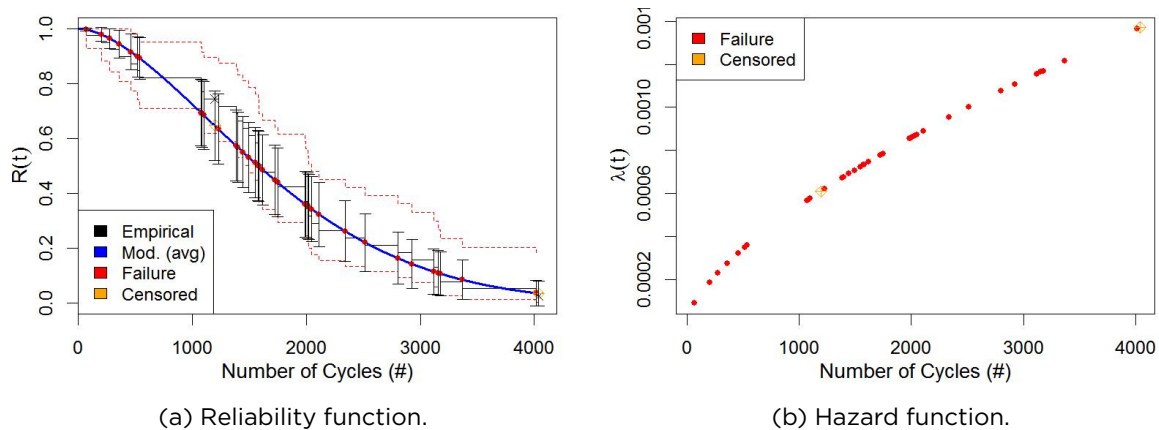 R(t)
1.0
0.8
0.6
0.4
0.2
0.0
Empirical
Mod. (avg)
Failure
Censored
0 1000 2000 3000 4000
Number of Cycles (#)
(a) Reliability function.
λ(t)
0.001
0.0010
0.0006
0.0002
Failure
Censored
0 1000 2000 3000 4000
Number of Cycles (#)
(b) Hazard function.